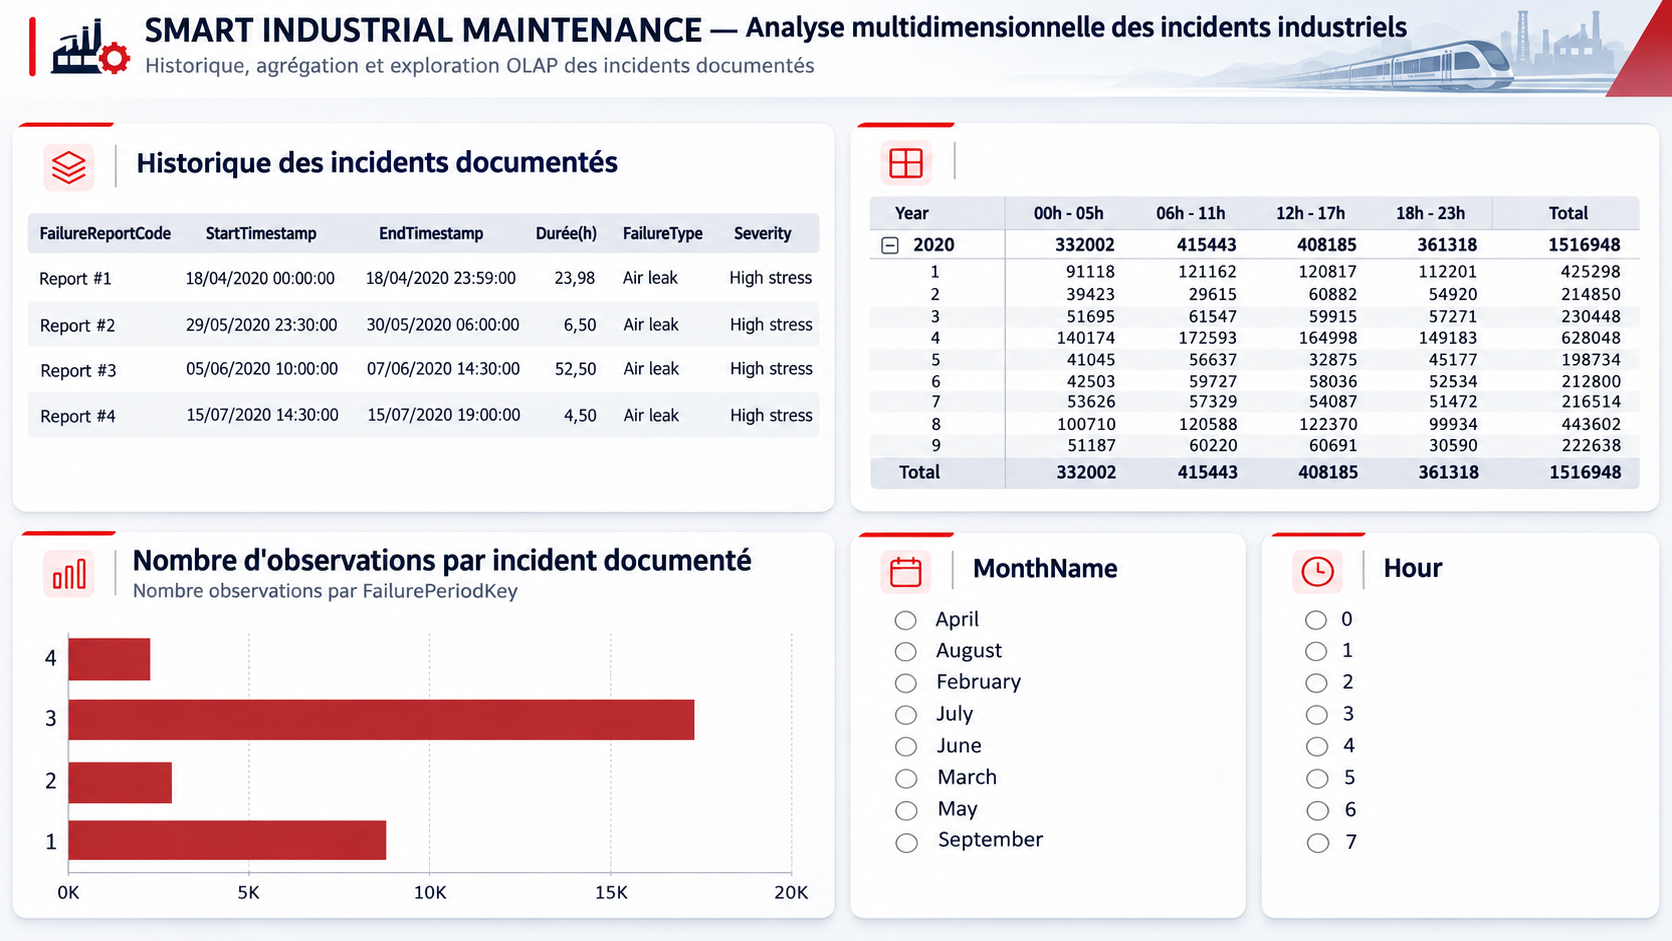 SMART INDUSTRIAL MAINTENANCE — Analyse multidimensionnelle des incidents industriels
Historique, agrégation et exploration OLAP des incidents documentés
Historique des incidents documentés
FailureReportCode StartTimestamp EndTimestamp Durée(h) FailureType Severity
Report #1 18/04/2020 00:00:00 18/04/2020 23:59:00 23,98 Air leak High stress
Report #2 29/05/2020 23:30:00 30/05/2020 06:00:00 6,50 Air leak High stress
Report #3 05/06/2020 10:00:00 07/06/2020 14:30:00 52,50 Air leak High stress
Report #4 15/07/2020 14:30:00 15/07/2020 19:00:00 4,50 Air leak High stress
Year 00h - 05h 06h - 11h 12h - 17h 18h - 23h Total
2020 332002 415443 408185 361318 1516948
1 91118 121162 120817 112201 425298
2 39423 29615 60882 54920 214850
3 51695 61547 59915 57271 230448
4 140174 172593 164998 149183 628048
5 41045 56637 32875 45177 198734
6 42503 59727 58036 52534 212800
7 53626 57329 54087 51472 216514
8 100710 120588 122370 99934 443602
9 51187 60220 60691 30590 222638
Total 332002 415443 408185 361318 1516948
Nombre d'observations par incident documenté
Nombre observations par FailurePeriodKey
4
3
2
1
0K 5K 10K 15K 20K
MonthName
April
August
February
July
June
March
May
September
Hour
0
1
2
3
4
5
6
7